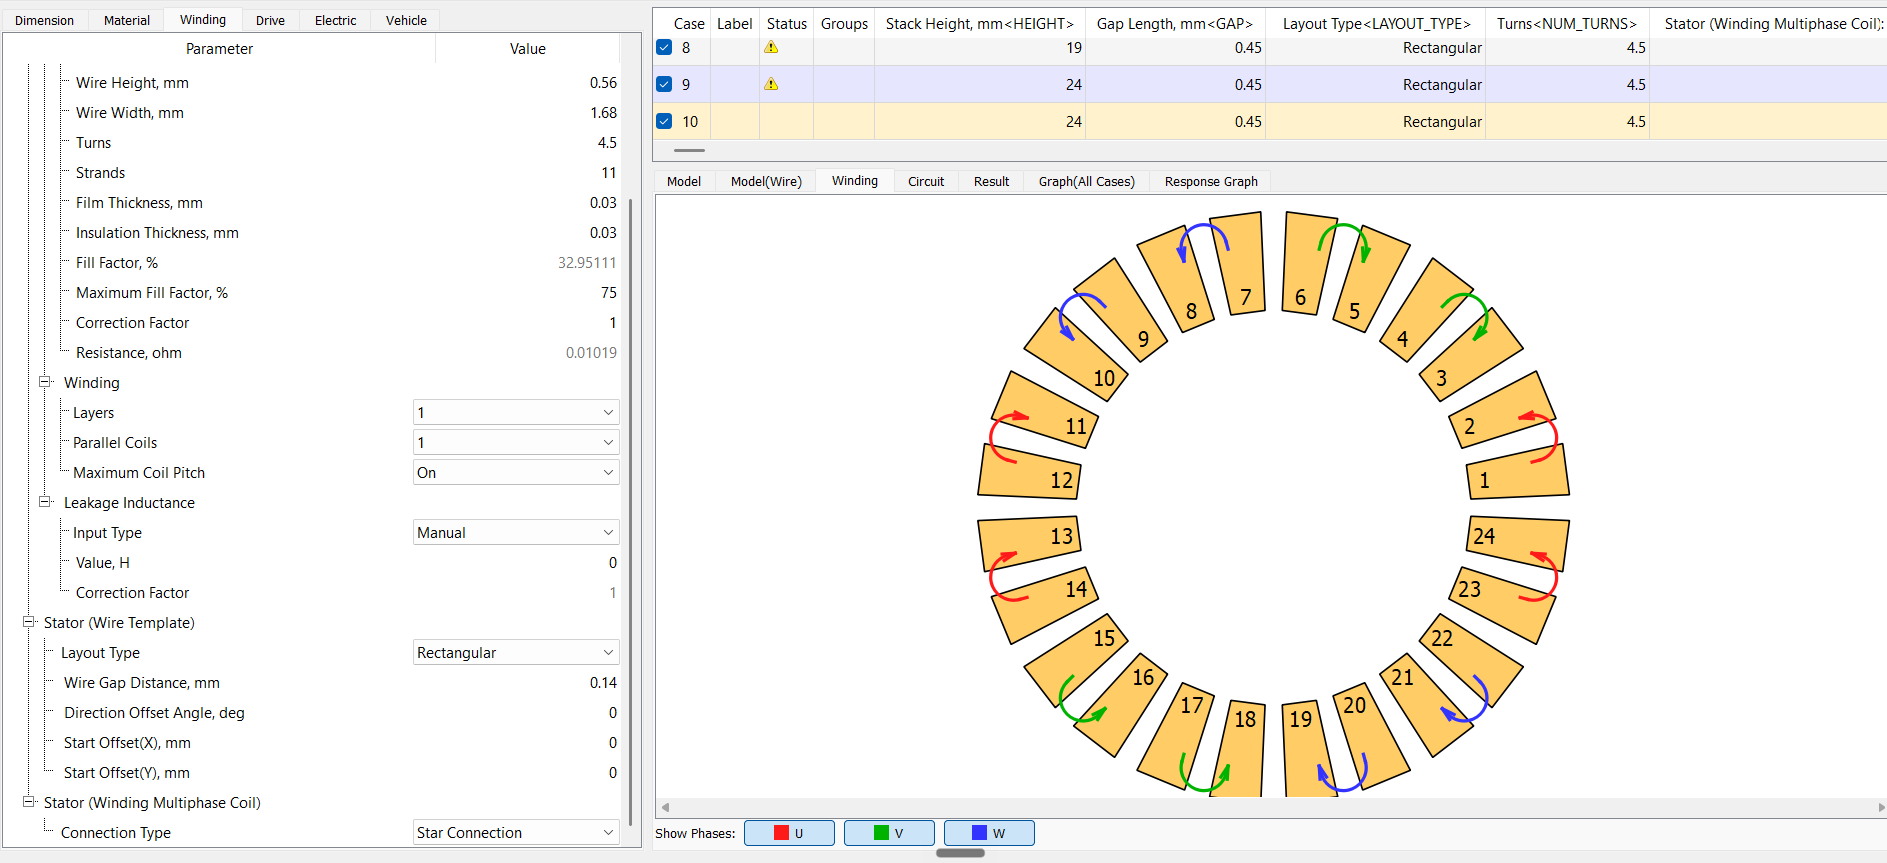 Dimension Material Winding Drive Electric Vehicle
Parameter Value
Wire Height, mm 0.56
Wire Width, mm 1.68
Turns 4.5
Strands 11
Film Thickness, mm 0.03
Insulation Thickness, mm 0.03
Fill Factor, % 32.95111
Maximum Fill Factor, % 75
Correction Factor 1
Resistance, ohm 0.01019
Winding
Layers 1
Parallel Coils 1
Maximum Coil Pitch On
Leakage Inductance
Input Type Manual
Value, H 0
Correction Factor 1
Stator (Wire Template)
Layout Type Rectangular
Wire Gap Distance, mm 0.14
Direction Offset Angle, deg 0
Start Offset(X), mm 0
Start Offset(Y), mm 0
Stator (Winding Multiphase Coil)
Connection Type Star Connection
Case Label Status Groups Stack Height, mm<HEIGHT> Gap Length, mm<GAP> Layout Type<LAYOUT_TYPE> Turns<NUM_TURNS> Stator (Winding Multiphase Coil):
8 19 0.45 Rectangular 4.5
9 24 0.45 Rectangular 4.5
10 24 0.45 Rectangular 4.5
Model Model(Wire) Winding Circuit Result Graph(All Cases) Response Graph
1
2
3
4
5
6
7
8
9
10
11
12
13
14
15
16
17
18
19
20
21
22
23
24
Show Phases: U V W